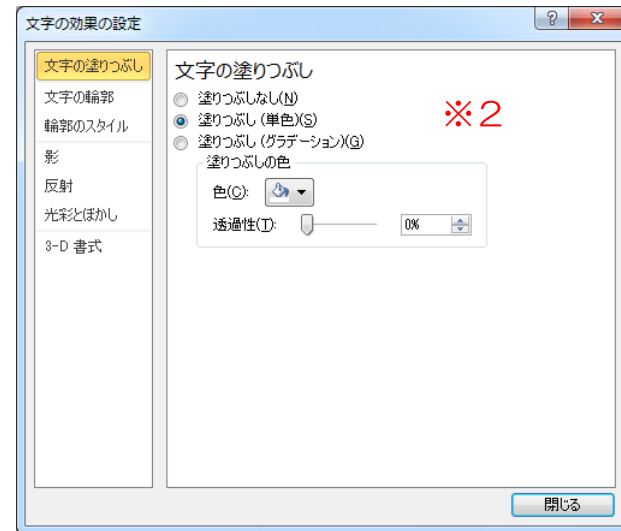 文字の効果の設定
文字の塗りつぶし
文字の輪郭
輪郭のスタイル
影
反射
光彩とぼかし
3-D 書式
文字の塗りつぶし
塗りつぶしなし(N)
塗りつぶし (単色)(S)
塗りつぶし (グラデーション)(G)
※2
塗りつぶしの色
色(C):
透過性(T):
0%
閉じる